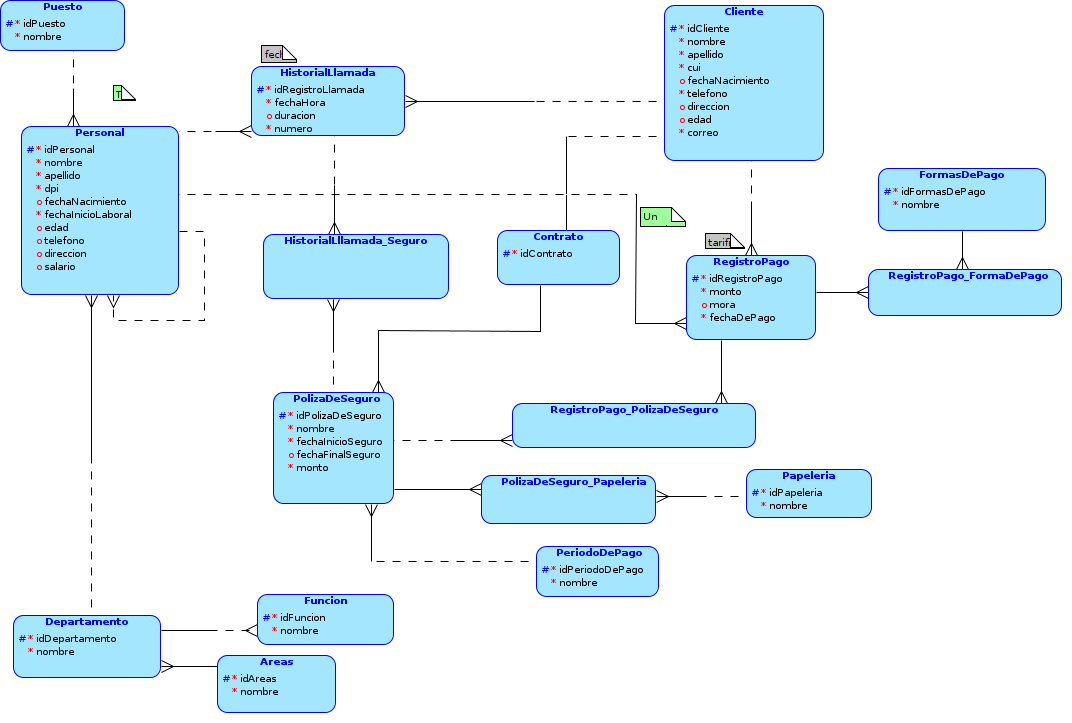 Puesto
#* idPuesto
* nombre
Personal
#* idPersonal
* nombre
* apellido
* dpi
o fechaNacimiento
* fechaInicioLaboral
o edad
o telefono
o direccion
o salario
HistorialLlamada
#* idRegistroLlamada
* fechaHora
o duracion
* numero
Cliente
#* idCliente
* nombre
* apellido
* cui
o fechaNacimiento
* telefono
o direccion
o edad
* correo
FormasDePago
#* idFormasDePago
* nombre
Un
HistorialLllamada_Seguro
Contrato
#* idContrato
tarif
RegistroPago
#* idRegistroPago
* monto
o mora
* fechaDePago
RegistroPago_FormaDePago
PolizaDeSeguro
#* idPolizaDeSeguro
* nombre
* fechaInicioSeguro
o fechaFinalSeguro
* monto
RegistroPago_PolizaDeSeguro
PolizaDeSeguro_Papeleria
Papeleria
#* idPapeleria
* nombre
PeriodoDePago
#* idPeriodoDePago
* nombre
Departamento
#* idDepartamento
* nombre
Funcion
#* idFuncion
* nombre
Areas
#* idAreas
* nombre